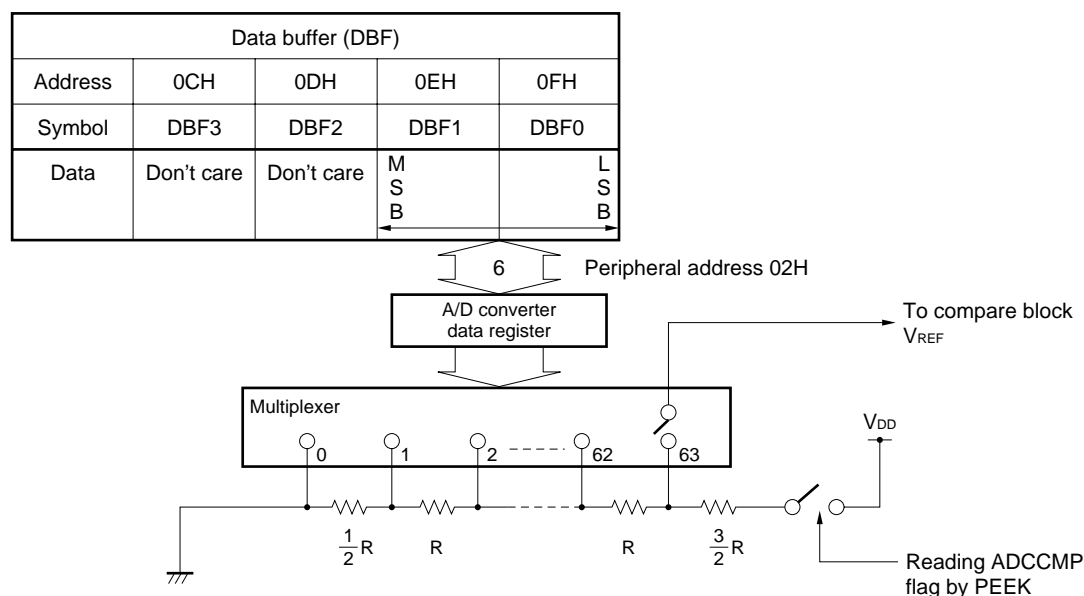 Data buffer (DBF)
Address 0CH 0DH 0EH 0FH
Symbol DBF3 DBF2 DBF1 DBF0
Data Don't care Don't care MSB LSB
6 Peripheral address 02H
A/D converter
data register
To compare block
VREF
Multiplexer
VDD
0 1 2 62 63
1/2 R R R 3/2 R
Reading ADCCMP
flag by PEEK